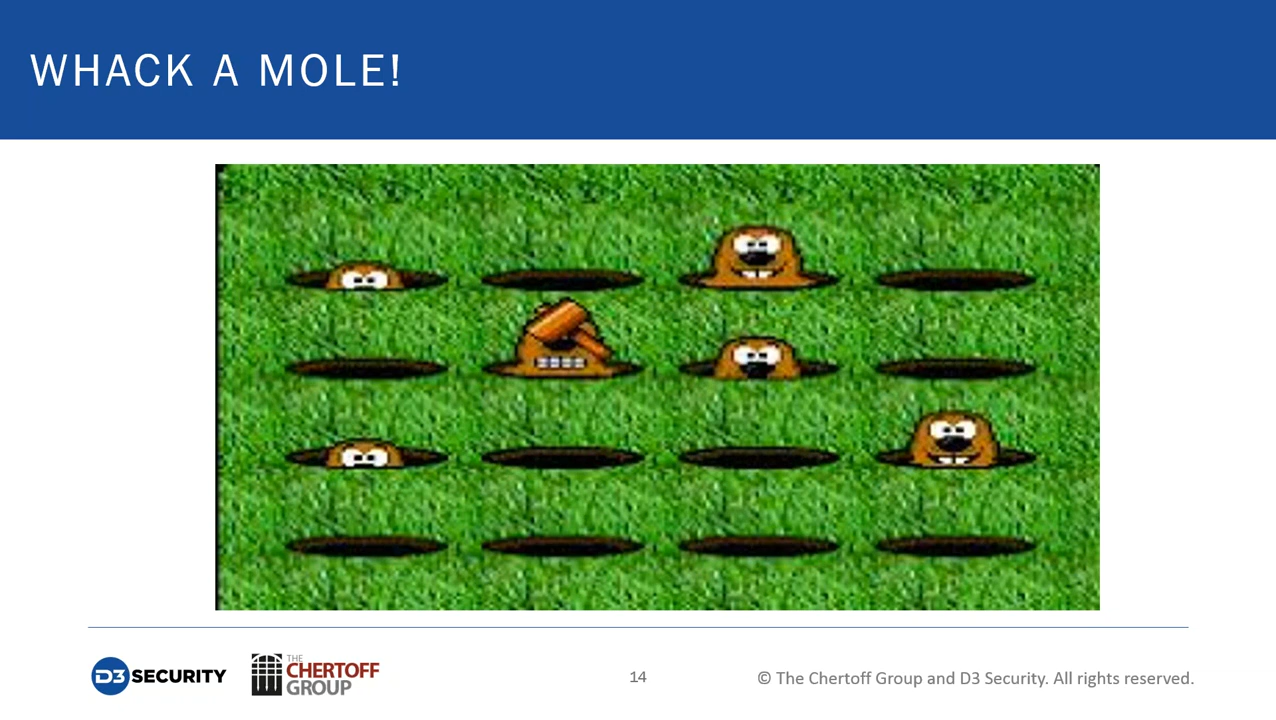 WHACK A MOLE!
D3 SECURITY
THE
CHERTOFF
GROUP
14
© The Chertoff Group and D3 Security. All rights reserved.